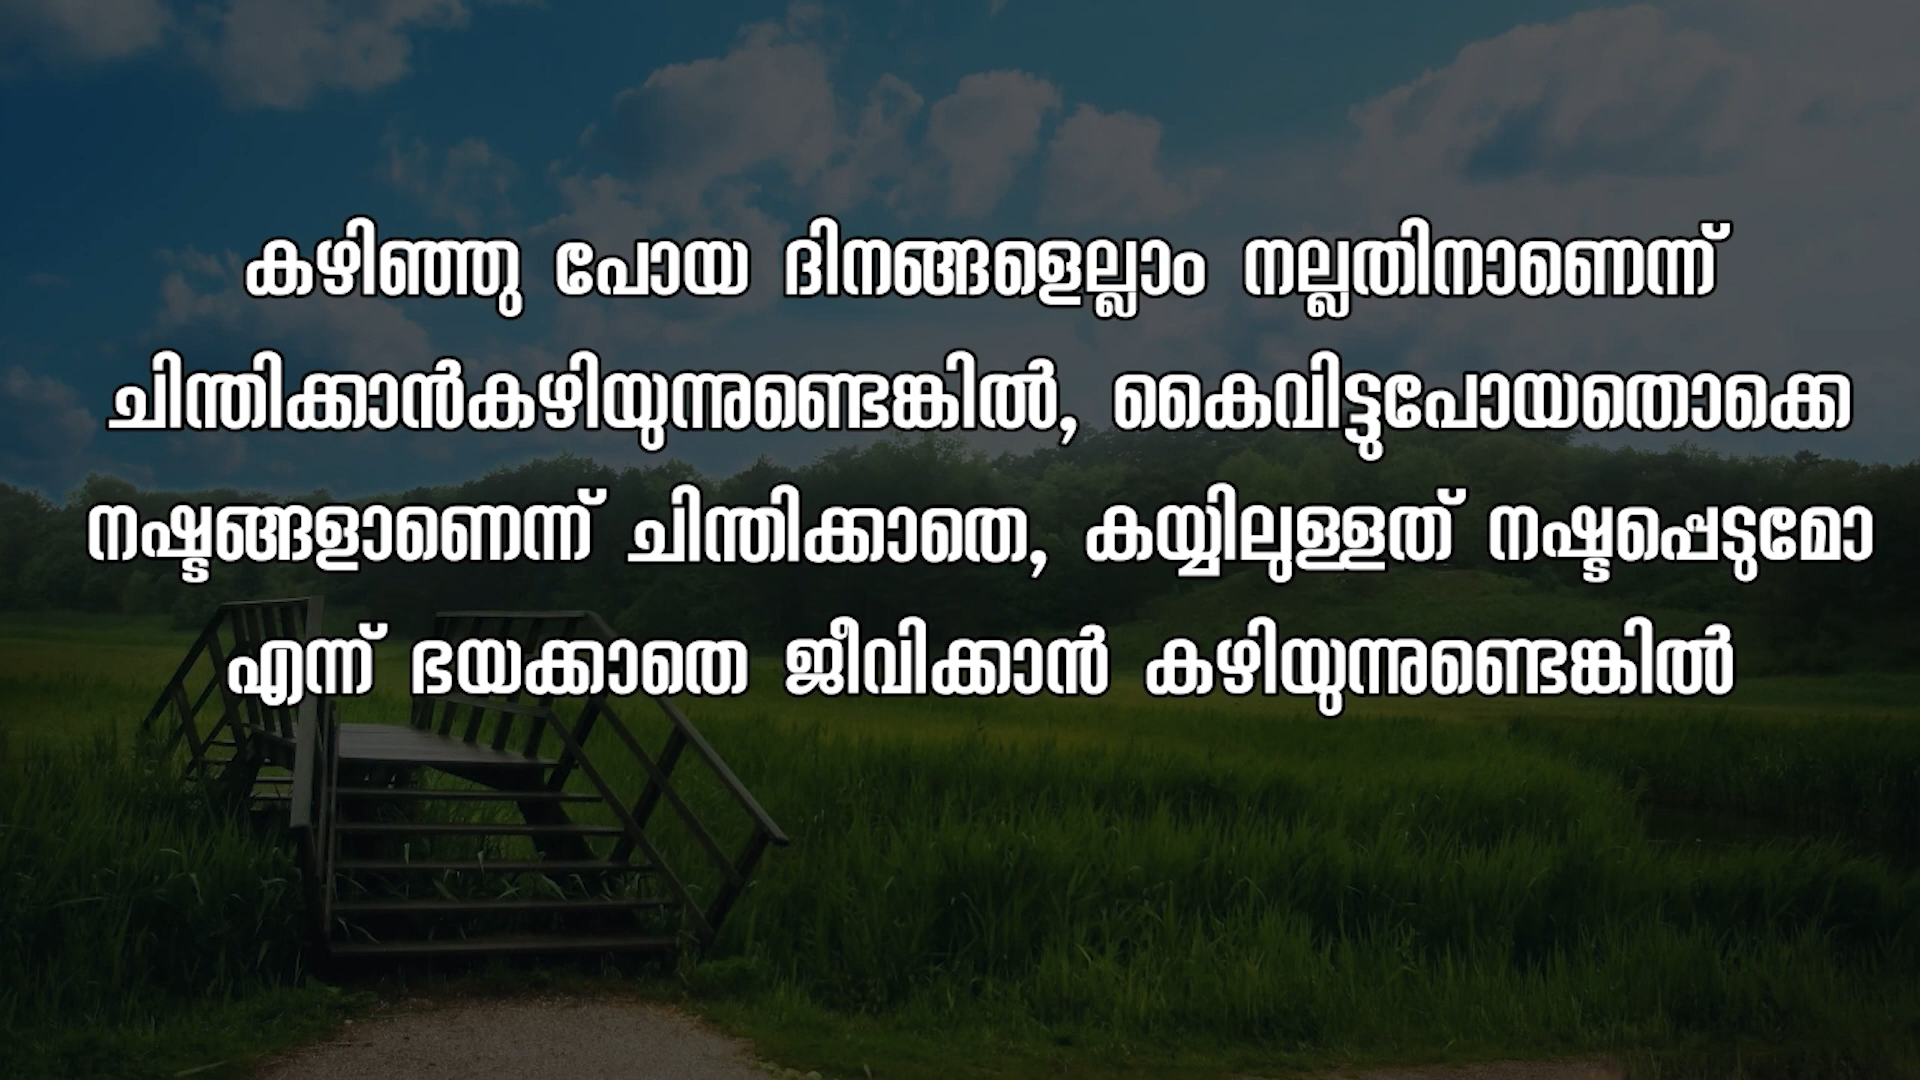 കഴിഞ്ഞു പോയ ദിനങ്ങളെല്ലാം നല്ലതിനാണെന്ന്
ചിന്തിക്കാൻകഴിയുന്നുണ്ടെങ്കിൽ, കൈവിട്ടുപോയതൊക്കെ
നഷ്ടങ്ങളാണെന്ന് ചിന്തിക്കാതെ, കയ്യിലുള്ളത് നഷ്ടപ്പെടുമോ
എന്ന് ഭയക്കാതെ ജീവിക്കാൻ കഴിയുന്നുണ്ടെങ്കിൽ